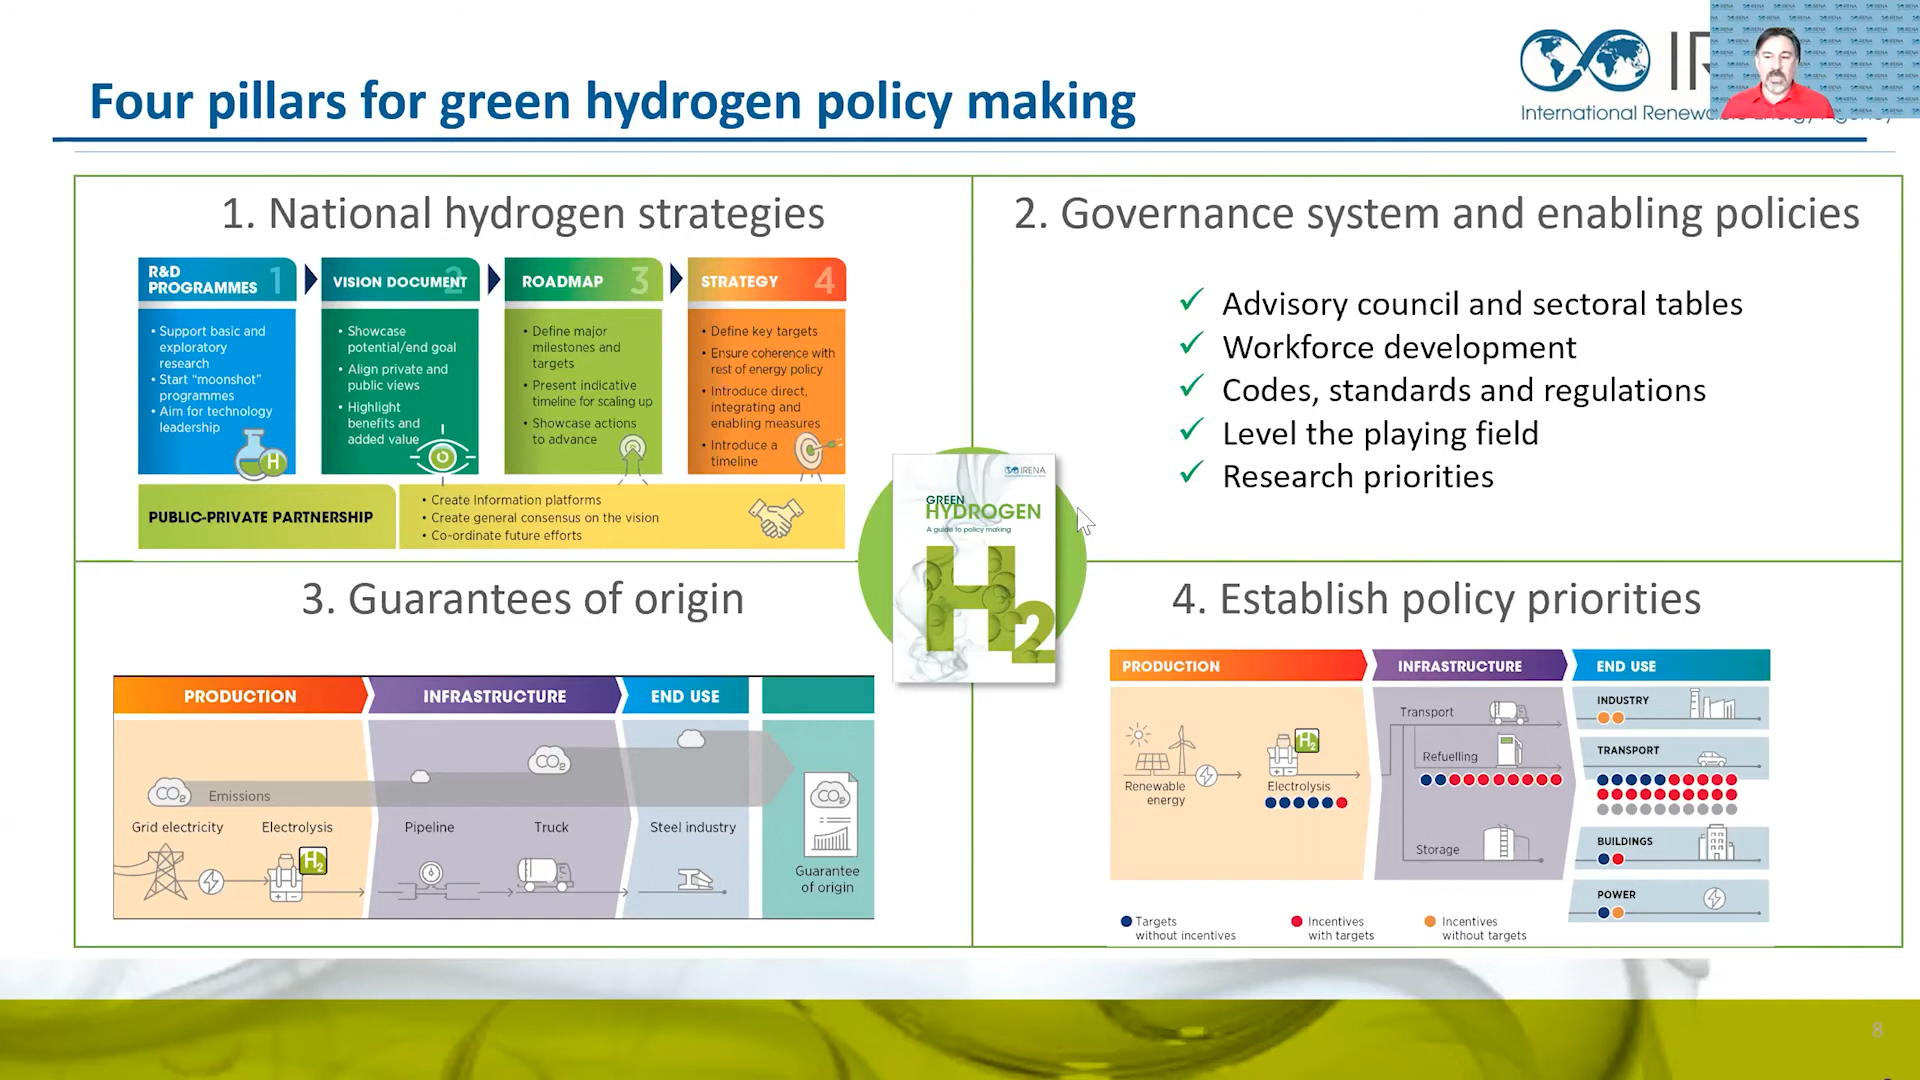 Four pillars for green hydrogen policy making
International Renew
1. National hydrogen strategies
R&D
PROGRAMMES 1
• Support basic and
exploratory
research
• Start “moonshot”
programmes
• Aim for technology
leadership
H
VISION DOCUMENT 2
• Showcase
potential/end goal
• Align private and
public views
• Highlight
benefits and
added value
ROADMAP 3
• Define major
milestones and
targets
• Present indicative
timeline for scaling up
• Showcase actions
to advance
STRATEGY 4
• Define key targets
• Ensure coherence with
rest of energy policy
• Introduce direct,
integrating and
enabling measures
• Introduce a
timeline
PUBLIC-PRIVATE PARTNERSHIP
• Create Information platforms
• Create general consensus on the vision
• Co-ordinate future efforts
2. Governance system and enabling policies
✓ Advisory council and sectoral tables
✓ Workforce development
✓ Codes, standards and regulations
✓ Level the playing field
✓ Research priorities
IRENA
GREEN
HYDROGEN
A guide to policy making
H2
3. Guarantees of origin
PRODUCTION
INFRASTRUCTURE
END USE
CO2
CO2
CO2
Emissions
Grid electricity
Electrolysis
Pipeline
Truck
Steel industry
H2
Guarantee
of origin
4. Establish policy priorities
PRODUCTION
INFRASTRUCTURE
END USE
Renewable
energy
H2
Electrolysis
Transport
Refuelling
Storage
INDUSTRY
TRANSPORT
BUILDINGS
POWER
Targets
without incentives
Incentives
with targets
Incentives
without targets
8